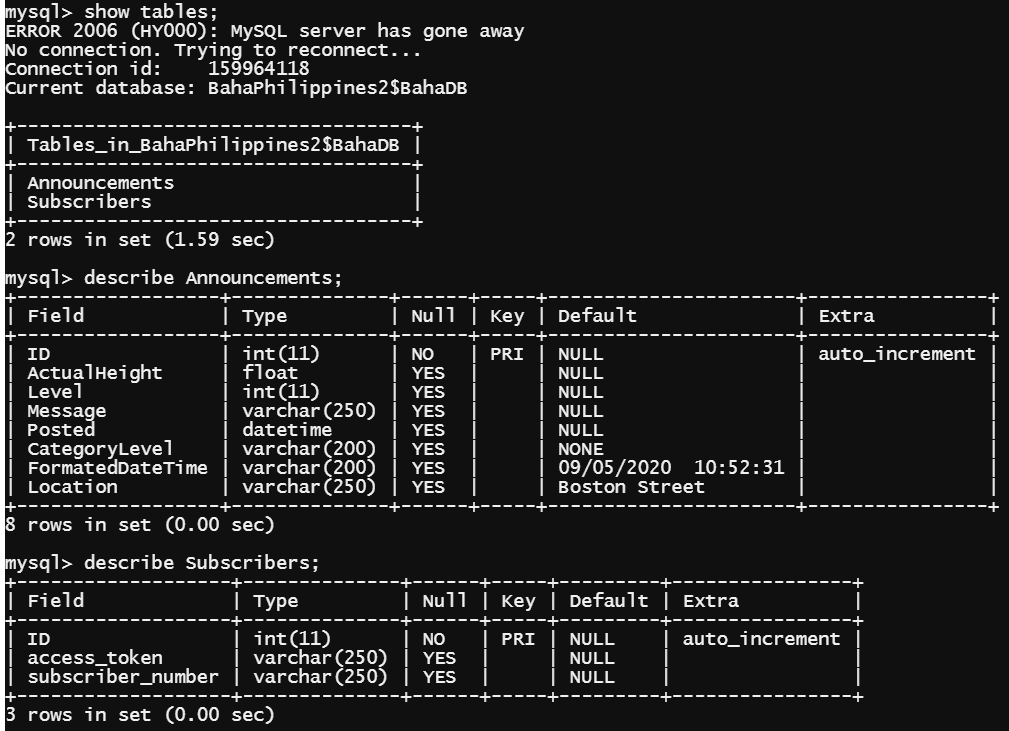 mysql> show tables;
ERROR 2006 (HY000): MySQL server has gone away
No connection. Trying to reconnect...
Connection id:    159964118
Current database: BahaPhilippines2$BahaDB

+-----------------------------------+
| Tables_in_BahaPhilippines2$BahaDB |
+-----------------------------------+
| Announcements                     |
| Subscribers                       |
+-----------------------------------+
2 rows in set (1.59 sec)

mysql> describe Announcements;
+------------------+--------------+------+-----+----------------------+----------------+
| Field            | Type         | Null | Key | Default              | Extra          |
+------------------+--------------+------+-----+----------------------+----------------+
| ID               | int(11)      | NO   | PRI | NULL                 | auto_increment |
| ActualHeight     | float        | YES  |     | NULL                 |                |
| Level            | int(11)      | YES  |     | NULL                 |                |
| Message          | varchar(250) | YES  |     | NULL                 |                |
| Posted           | datetime     | YES  |     | NULL                 |                |
| CategoryLevel    | varchar(200) | YES  |     | NONE                 |                |
| FormatedDateTime | varchar(200) | YES  |     | 09/05/2020  10:52:31 |                |
| Location         | varchar(250) | YES  |     | Boston Street        |                |
+------------------+--------------+------+-----+----------------------+----------------+
8 rows in set (0.00 sec)

mysql> describe Subscribers;
+-------------------+--------------+------+-----+---------+----------------+
| Field             | Type         | Null | Key | Default | Extra          |
+-------------------+--------------+------+-----+---------+----------------+
| ID                | int(11)      | NO   | PRI | NULL    | auto_increment |
| access_token      | varchar(250) | YES  |     | NULL    |                |
| subscriber_number | varchar(250) | YES  |     | NULL    |                |
+-------------------+--------------+------+-----+---------+----------------+
3 rows in set (0.00 sec)